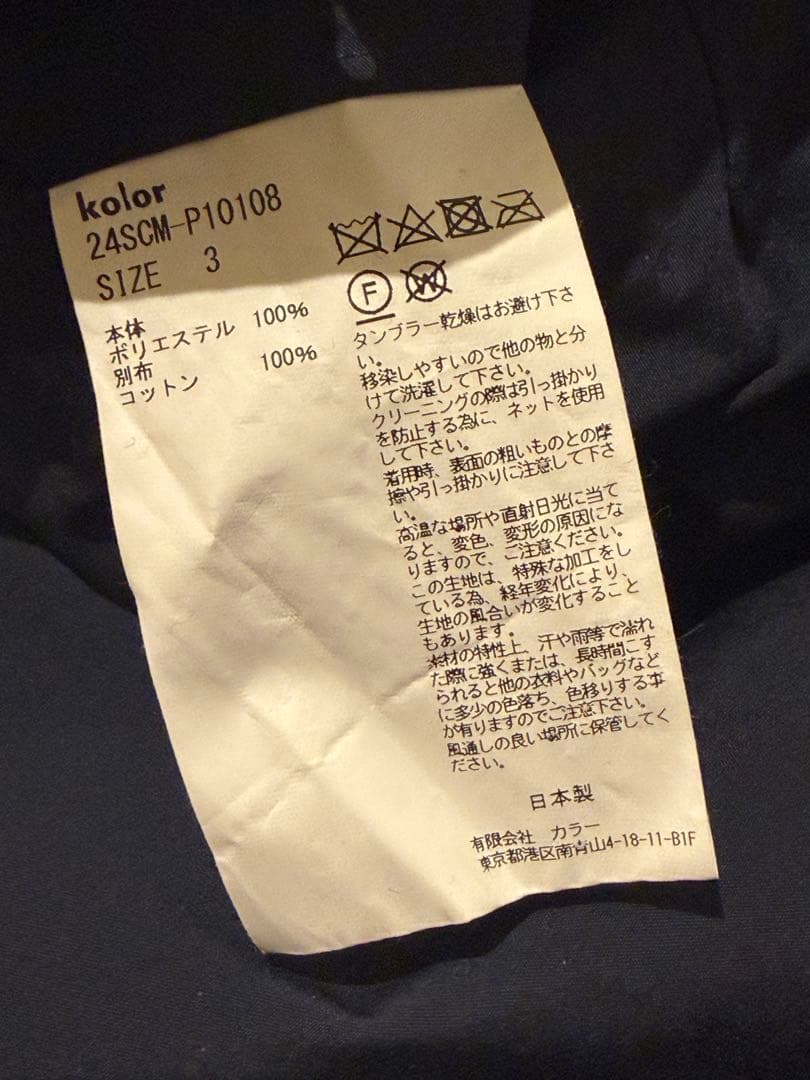 kolor
24SCM-P10108
SIZE 3
本体
ポリエステル 100%
別布
コットン 100%
F
W
タンブラー乾燥はお避け下さ
い。
移染しやすいので他の物と分
けて洗濯して下さい。
クリーニングの際は引っ掛かり
を防止する為に、ネットを使用
して下さい。
着用時、表面の粗いものとの摩
擦や引っ掛かりに注意して下さ
い。
高温な場所や直射日光に当て
ると、変色、変形の原因にな
りますので、ご注意ください。
この生地は、特殊な加工をし
ている為、経年変化により、
生地の風合いが変化すること
もあります。
素材の特性上、汗や雨等で濡れ
た際に強くまたは、長時間こす
られると他の衣料やバッグなど
に多少の色落ち、色移りする事
が有りますのでご注意下さい。
風通しの良い場所に保管してく
ださい。
日本製
有限会社 カラー
東京都港区南青山4-18-11-B1F